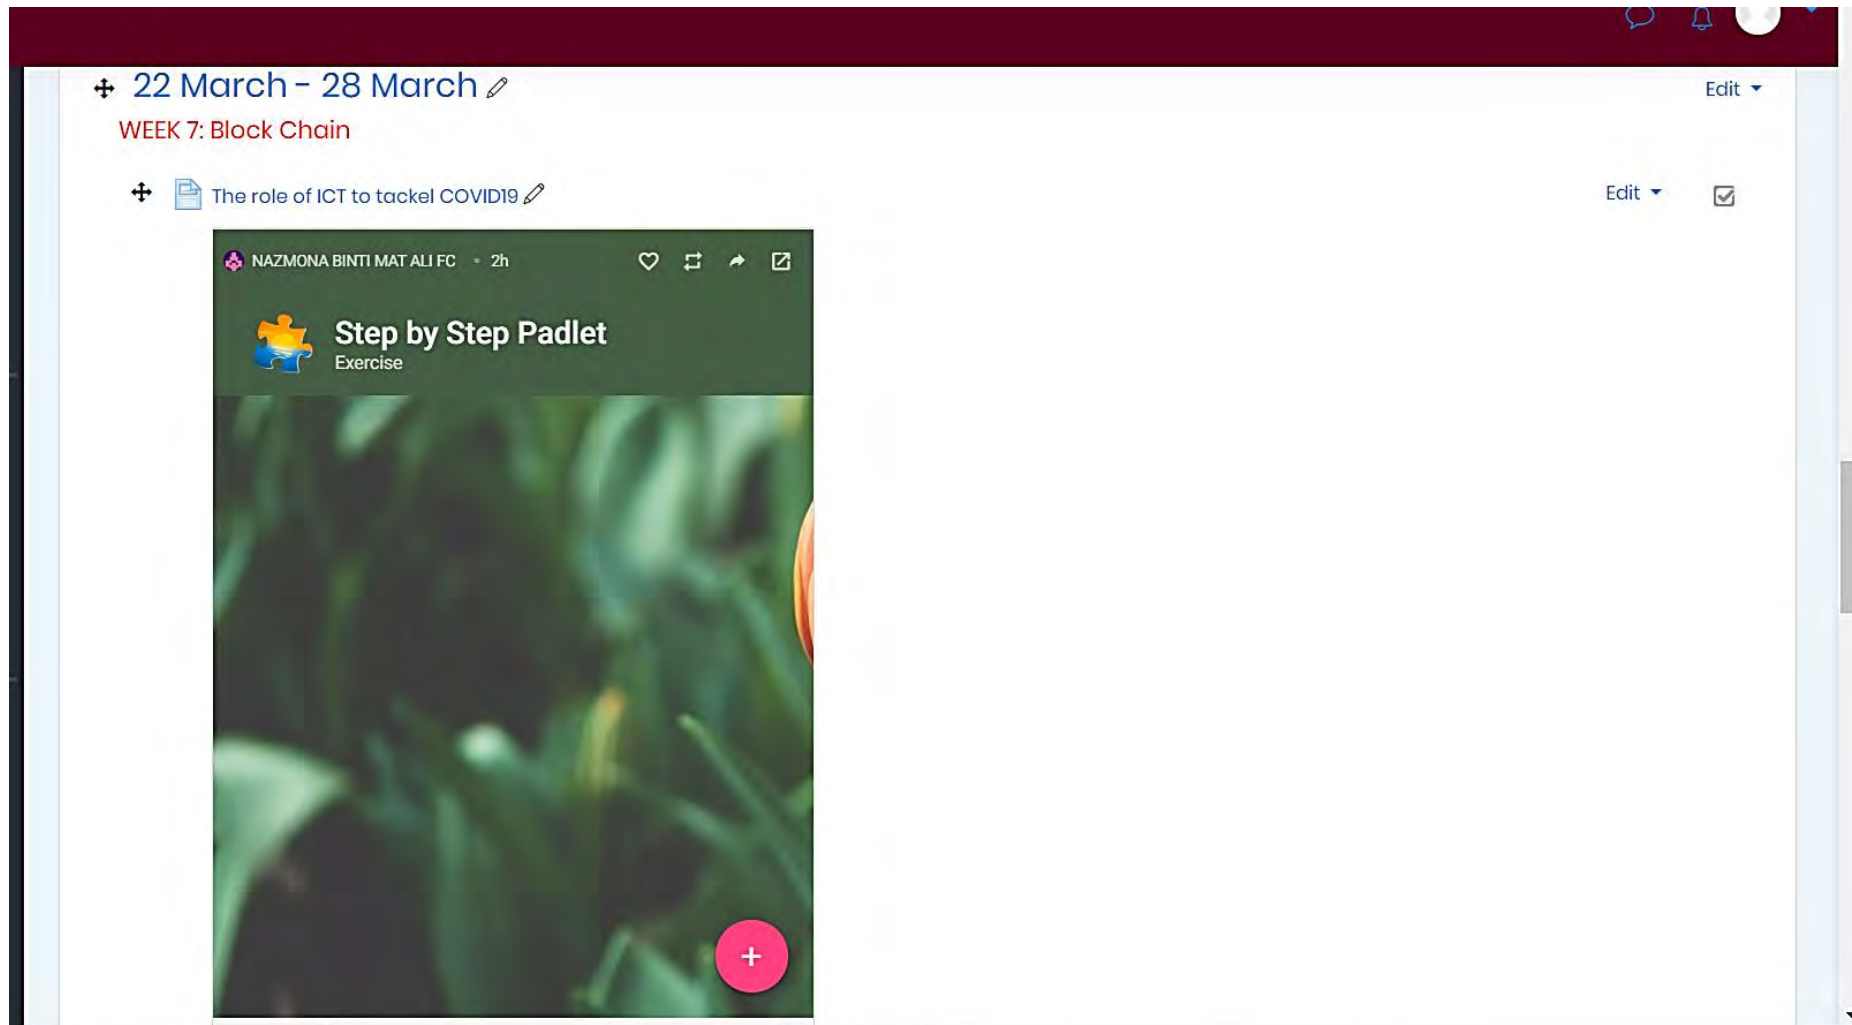 22 March - 28 March
Edit
WEEK 7: Block Chain
The role of ICT to tackel COVID19
Edit
NAZMONA BINTI MAT ALI FC • 2h
Step by Step Padlet
Exercise
+